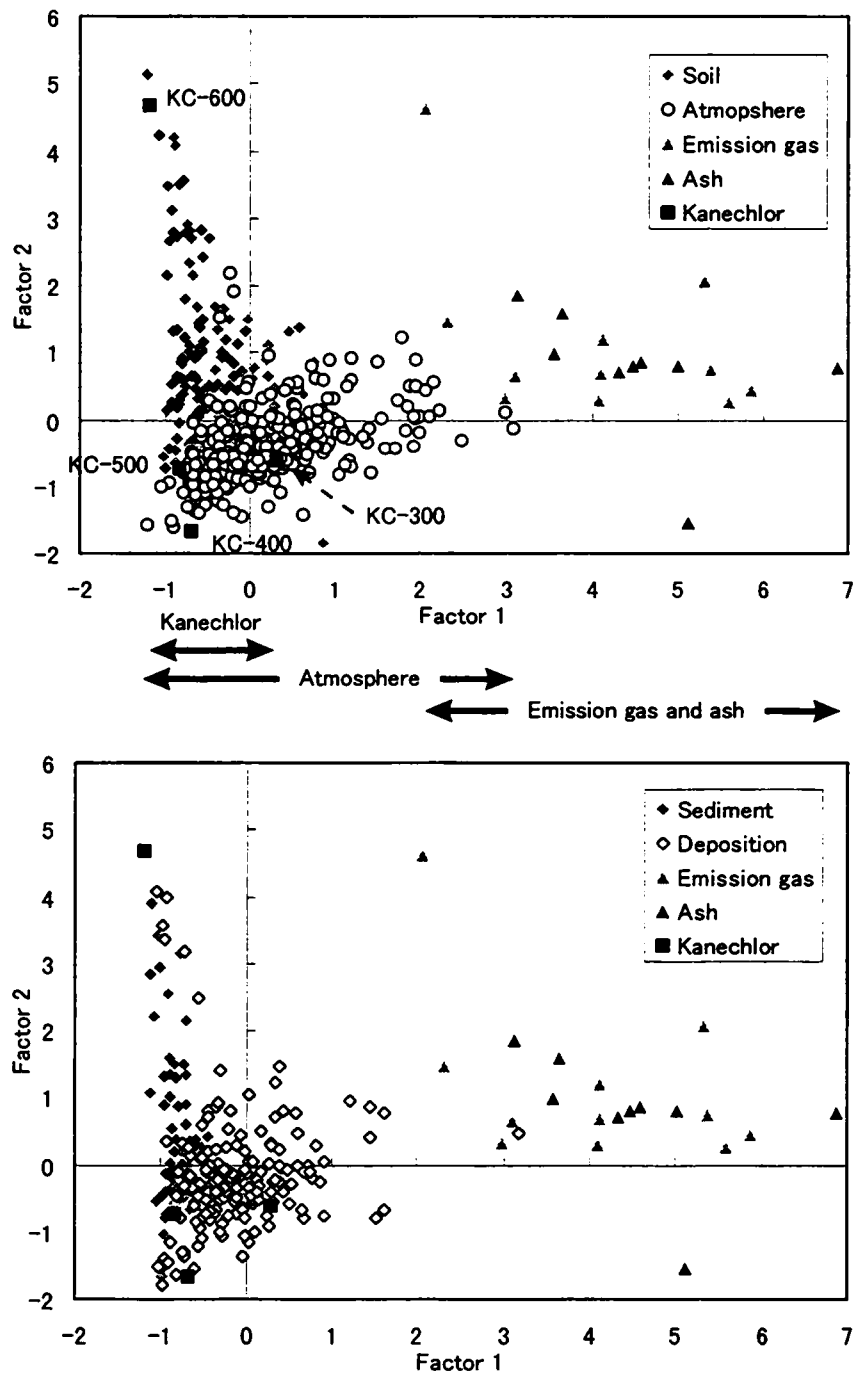 6
5
4
3
2
1
0
-1
-2
Factor 2
KC-600
KC-500
KC-400
KC-300
Soil
Atmopshere
Emission gas
Ash
Kanechlor
-2 -1 0 1 2 3 4 5 6 7
Factor 1
Kanechlor
Atmosphere
Emission gas and ash
6
5
4
3
2
1
0
-1
-2
Factor 2
Sediment
Deposition
Emission gas
Ash
Kanechlor
-2 -1 0 1 2 3 4 5 6 7
Factor 1